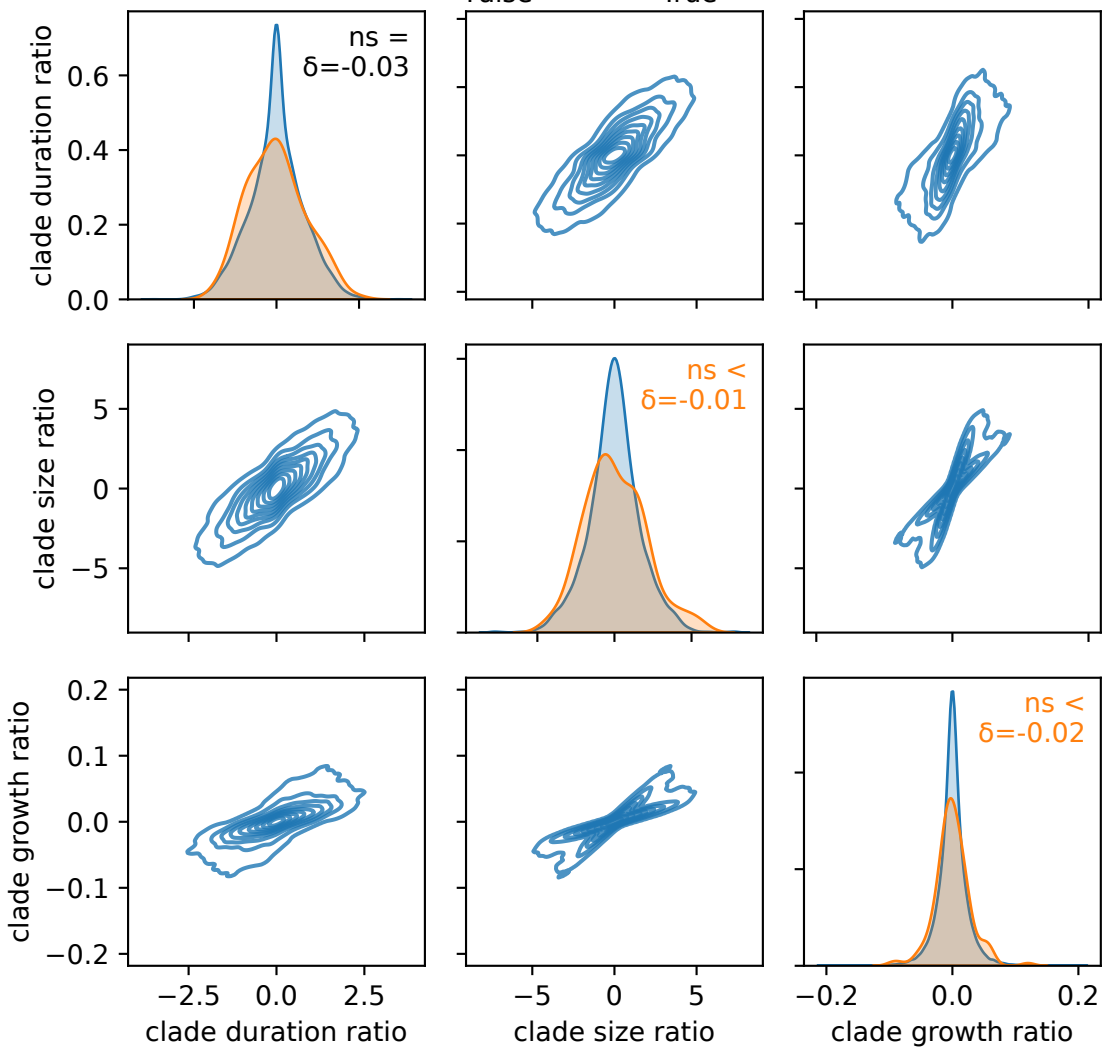 clade duration ratio
0.6
0.4
0.2
0.0
ns =
δ=-0.03
clade size ratio
5
0
−5
ns <
δ=-0.01
clade growth ratio
0.2
0.1
0.0
−0.1
−0.2
ns <
δ=-0.02
−2.5 0.0 2.5
−5 0 5
−0.2 0.0 0.2
clade duration ratio
clade size ratio
clade growth ratio